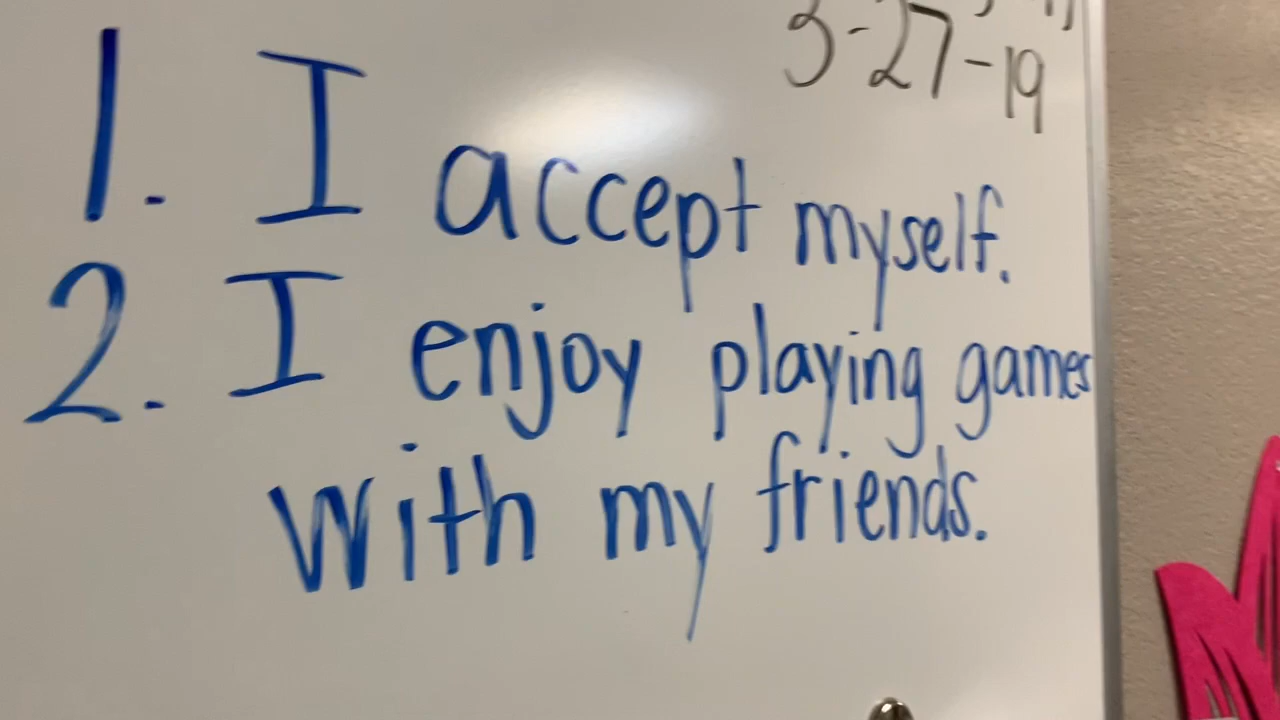 3-27-19
1. I accept myself.
2. I enjoy playing games
with my friends.